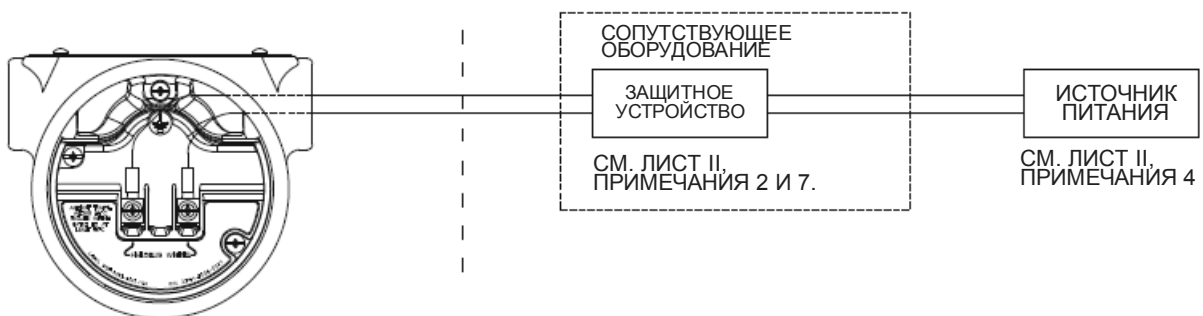 СОПУТСТВУЮЩЕЕ
ОБОРУДОВАНИЕ
ЗАЩИТНОЕ
УСТРОЙСТВО
ИСТОЧНИК
ПИТАНИЯ
СМ. ЛИСТ II,
ПРИМЕЧАНИЯ 2 И 7.
СМ. ЛИСТ II,
ПРИМЕЧАНИЯ 4